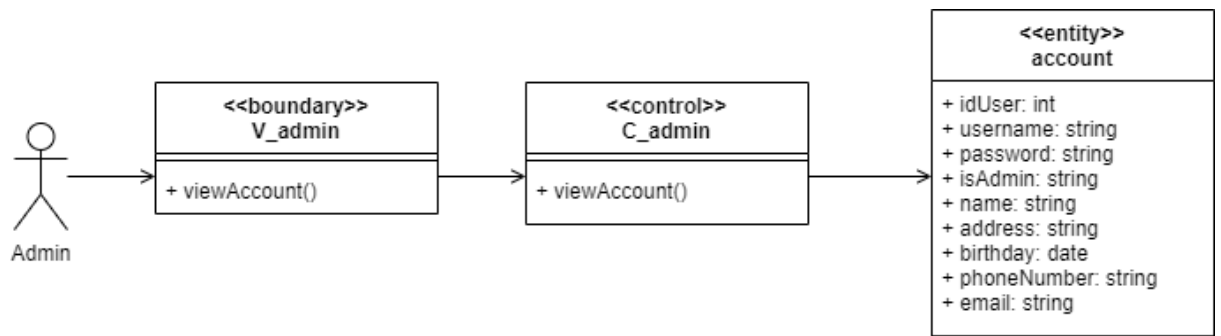 Admin
<<boundary>>
V_admin
+ viewAccount()
<<control>>
C_admin
+ viewAccount()
<<entity>>
account
+ idUser: int
+ username: string
+ password: string
+ isAdmin: string
+ name: string
+ address: string
+ birthday: date
+ phoneNumber: string
+ email: string